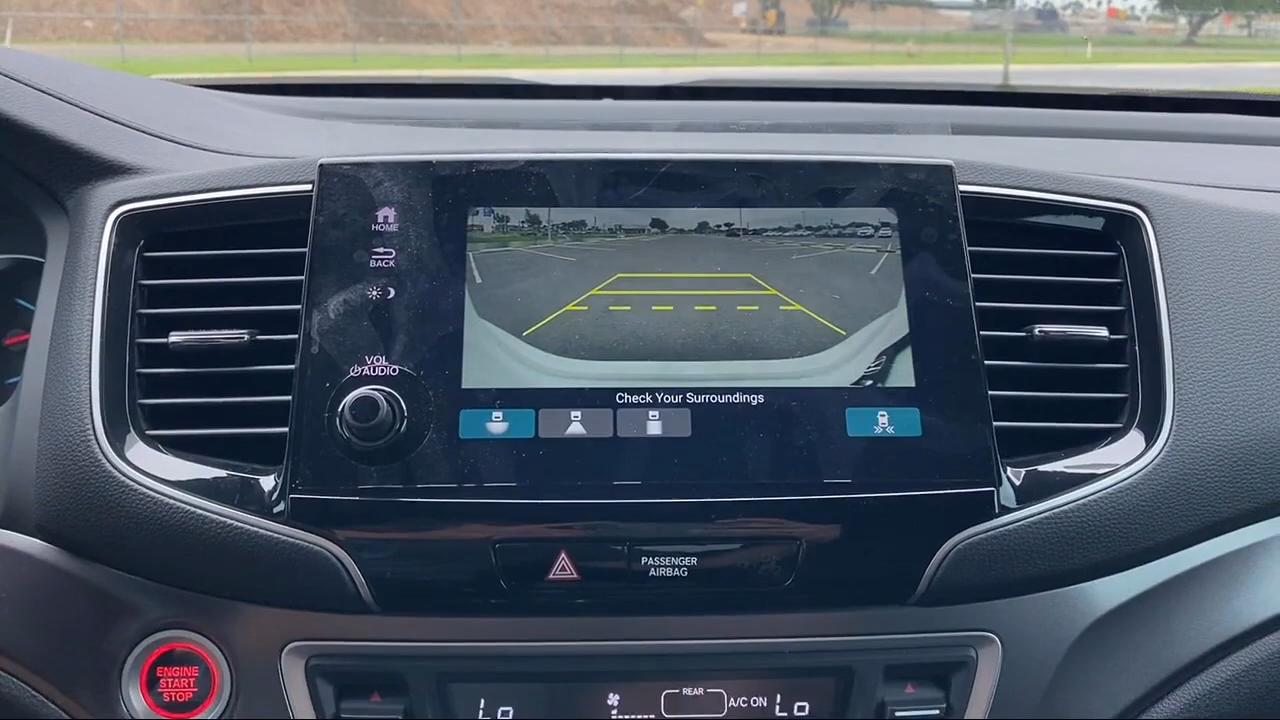 HOME
BACK
VOL
AUDIO
Check Your Surroundings
PASSENGER
AIRBAG
ENGINE
START
STOP
Lo
REAR
A/C ON
Lo